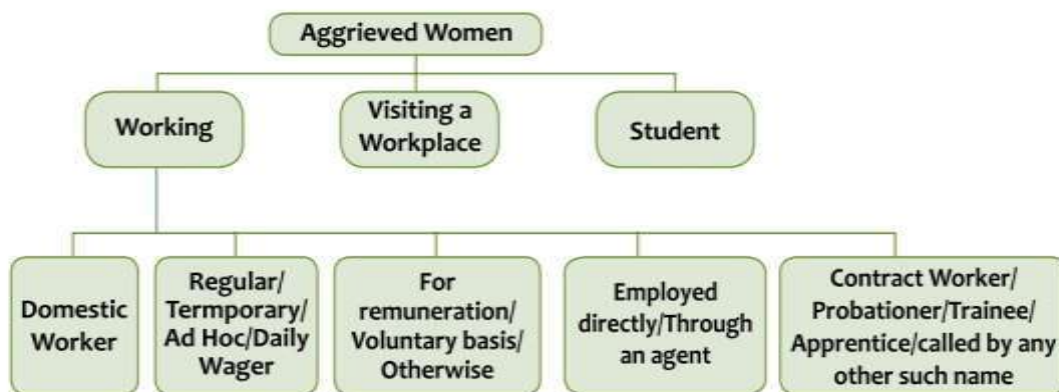 Aggrieved Women
Working
Visiting a
Workplace
Student
Domestic
Worker
Regular/
Termporary/
Ad Hoc/Daily
Wager
For
remuneration/
Voluntary basis/
Otherwise
Employed
directly/Through
an agent
Contract Worker/
Probationer/Trainee/
Apprentice/called by any
other such name